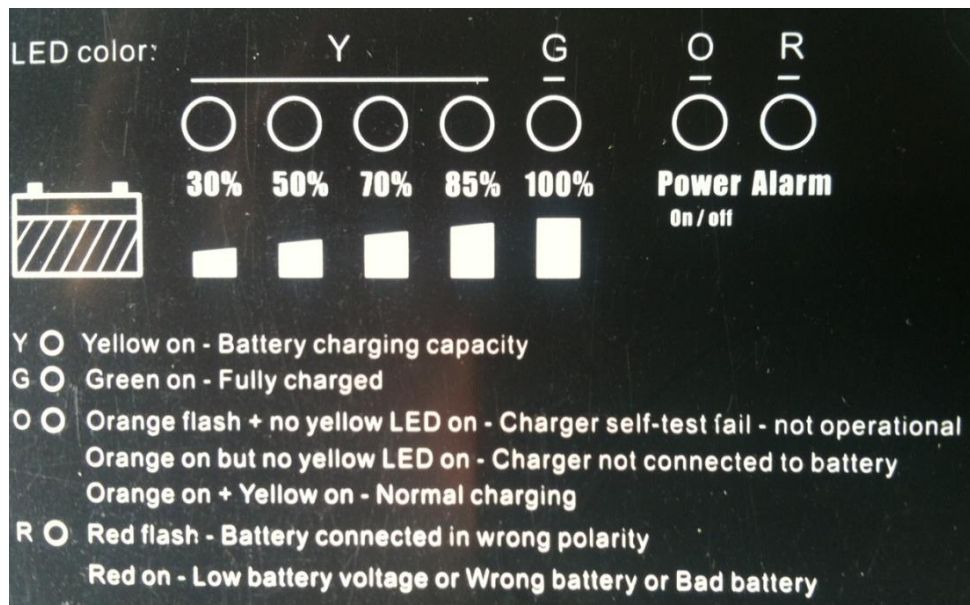 LED color: Y G O R
30% 50% 70% 85% 100% Power Alarm
On / off
Y Yellow on - Battery charging capacity
G Green on - Fully charged
O Orange flash + no yellow LED on - Charger self-test fail - not operational
Orange on but no yellow LED on - Charger not connected to battery
Orange on + Yellow on - Normal charging
R Red flash - Battery connected in wrong polarity
Red on - Low battery voltage or Wrong battery or Bad battery